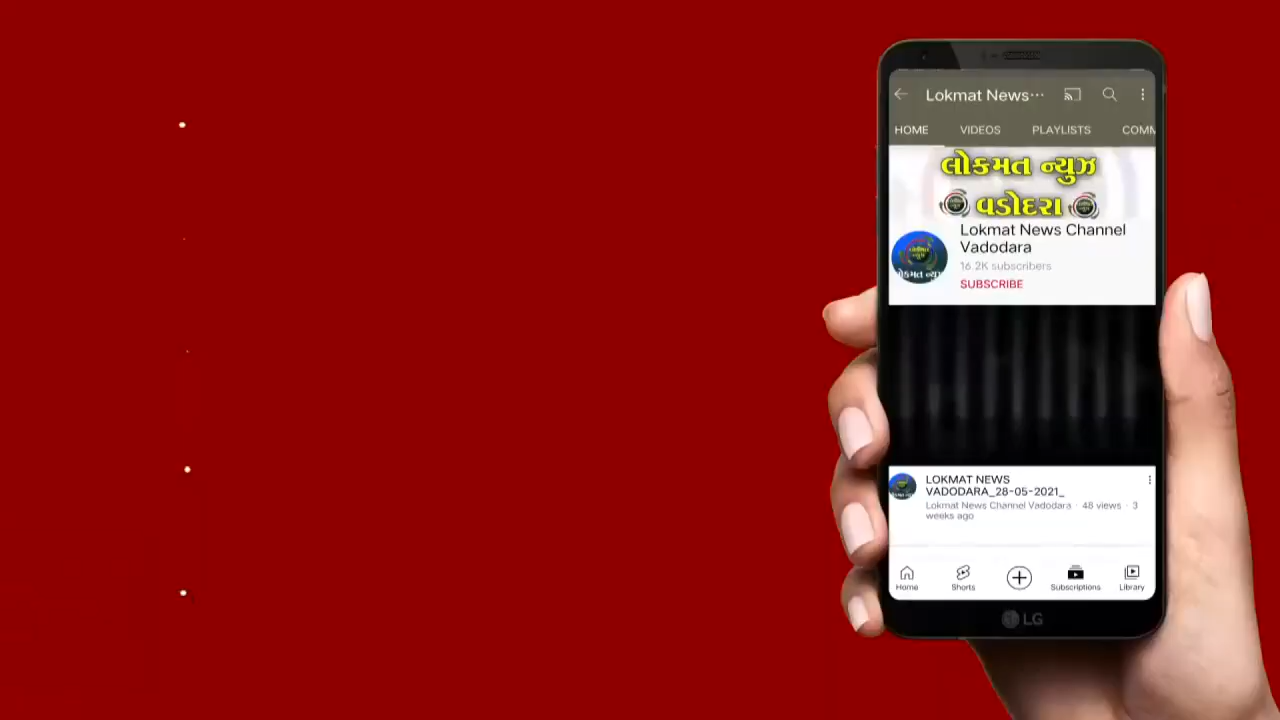 Lokmat News...
HOME VIDEOS PLAYLISTS COMM
લોકમત ન્યુઝ
વડોદરા
Lokmat News Channel
Vadodara
16.2K subscribers
SUBSCRIBE
LOKMAT NEWS
VADODARA_28-05-2021_
Lokmat News Channel Vadodara · 48 views · 3
weeks ago
Home Shorts Subscriptions Library
LG